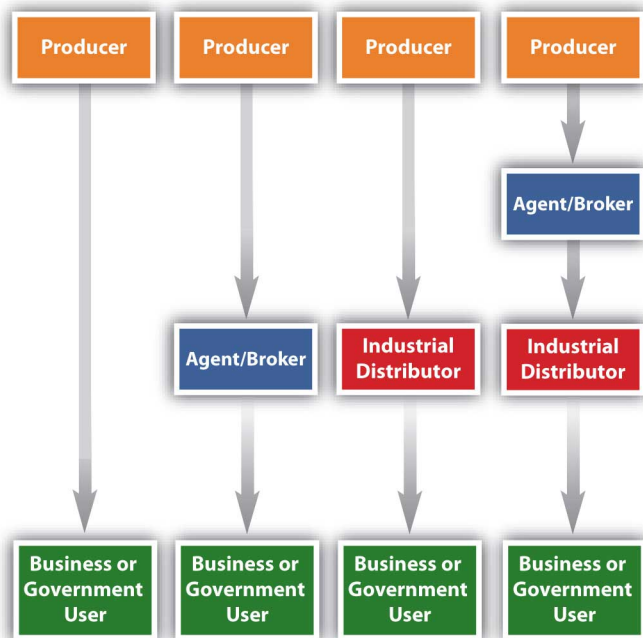 Producer
Producer
Producer
Producer
Agent/Broker
Agent/Broker
Industrial
Distributor
Industrial
Distributor
Business or
Government
User
Business or
Government
User
Business or
Government
User
Business or
Government
User